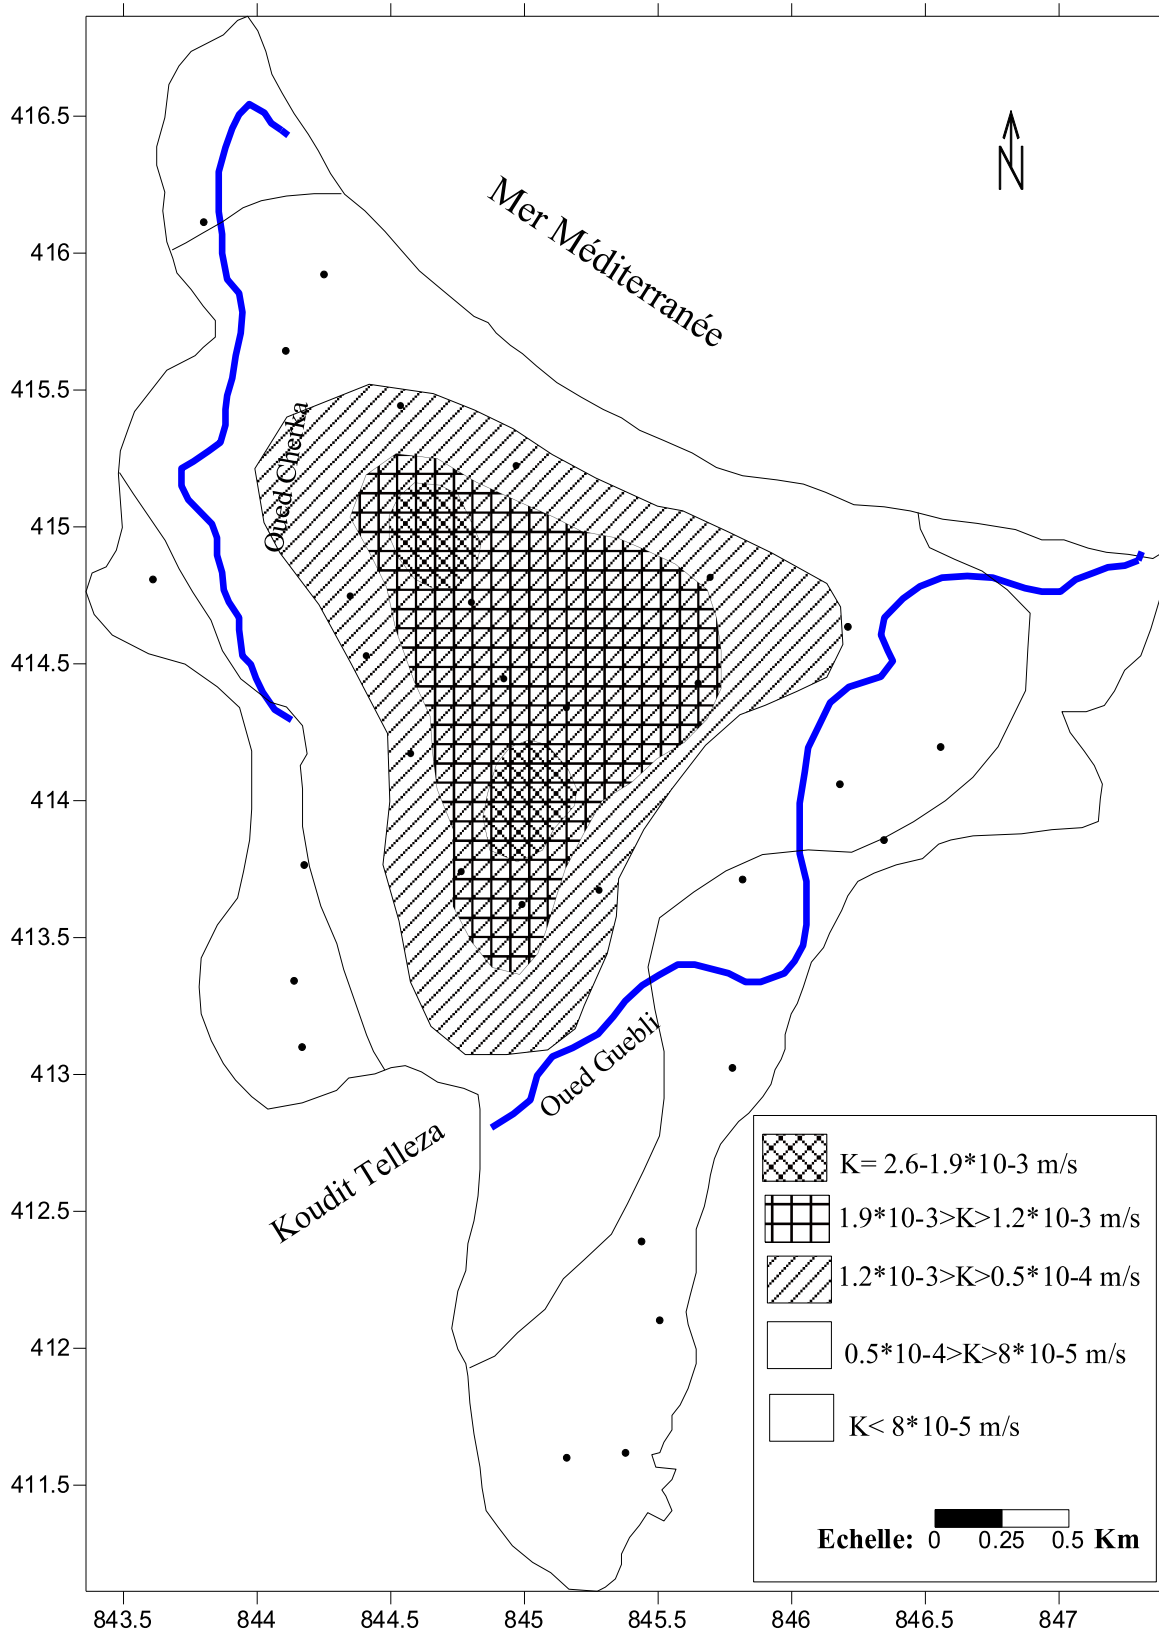 416.5
416
415.5
415
414.5
414
413.5
413
412.5
412
411.5
N
Mer Méditerranée
Oued Cherka
Oued Guebli
Koudit Telleza
K= 2.6-1.9*10-3 m/s
1.9*10-3>K>1.2*10-3 m/s
1.2*10-3>K>0.5*10-4 m/s
0.5*10-4>K>8*10-5 m/s
K< 8*10-5 m/s
Echelle: 0 0.25 0.5 Km
843.5 844 844.5 845 845.5 846 846.5 847